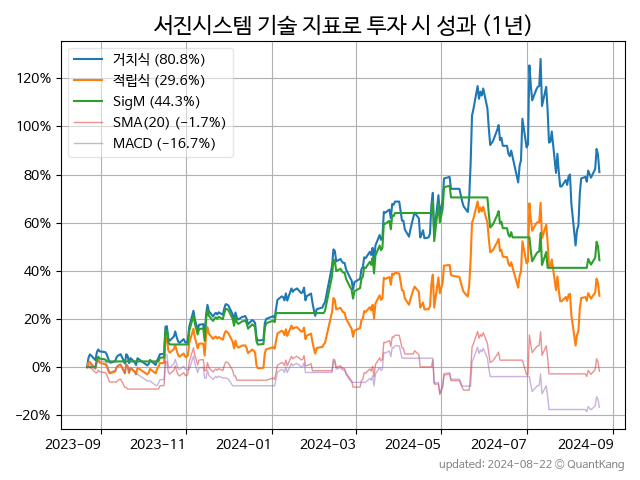 서진시스템 기술 지표로 투자 시 성과 (1년)
거치식 (80.8%)
적립식 (29.6%)
SigM (44.3%)
SMA(20) (−1.7%)
MACD (−16.7%)
120%
100%
80%
60%
40%
20%
0%
−20%
2023-09 2023-11 2024-01 2024-03 2024-05 2024-07 2024-09
updated: 2024-08-22 © QuantKang